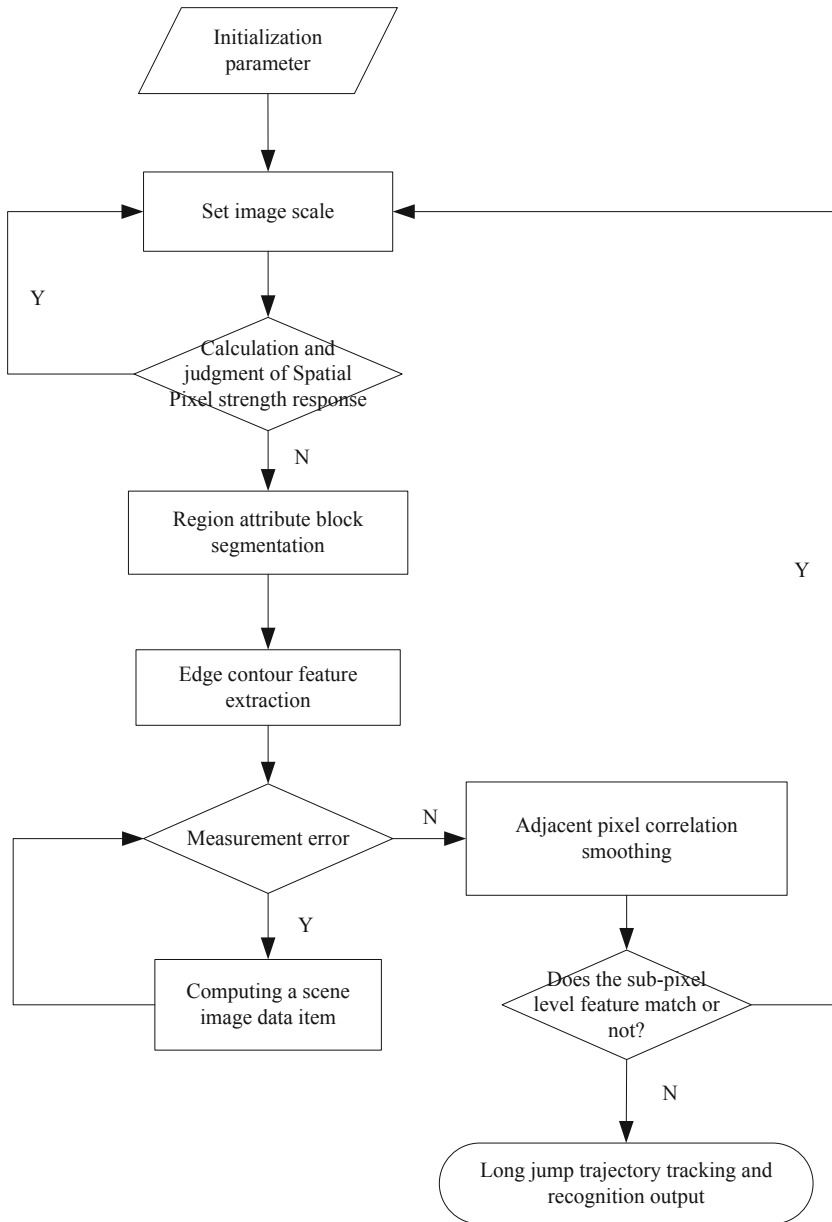 Initialization
parameter
Set image scale
Y
Calculation and
judgment of Spatial
Pixel strength response
N
Region attribute block
segmentation
Y
Edge contour feature
extraction
Measurement error
N
Adjacent pixel correlation
smoothing
Y
Computing a scene
image data item
Does the sub-pixel
level feature match or
not?
N
Long jump trajectory tracking and
recognition output